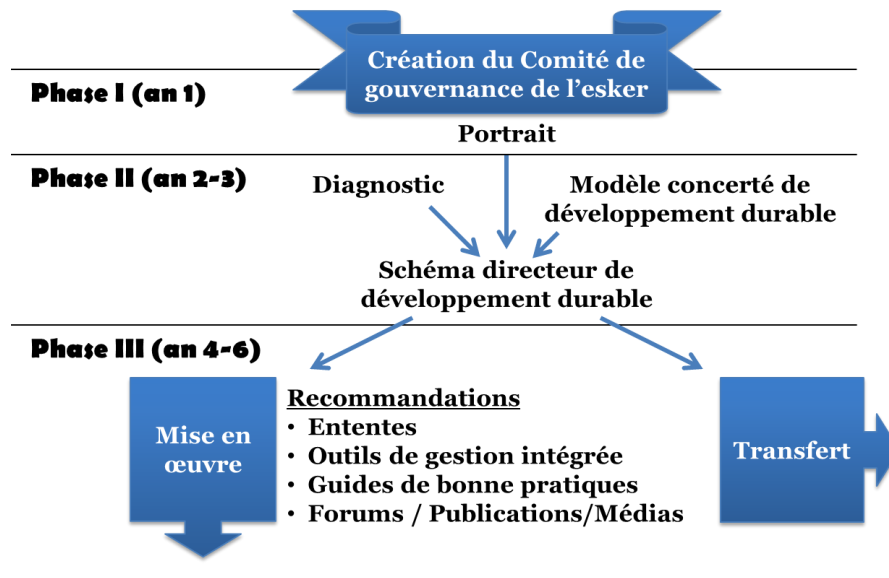 Création du Comité de
gouvernance de l'esker
Phase I (an 1)
Portrait
Phase II (an 2-3)
Diagnostic
Modèle concerté de
développement durable
Schéma directeur de
développement durable
Phase III (an 4-6)
Mise en
œuvre
Recommandations
• Ententes
• Outils de gestion intégrée
• Guides de bonne pratiques
• Forums / Publications/Médias
Transfert